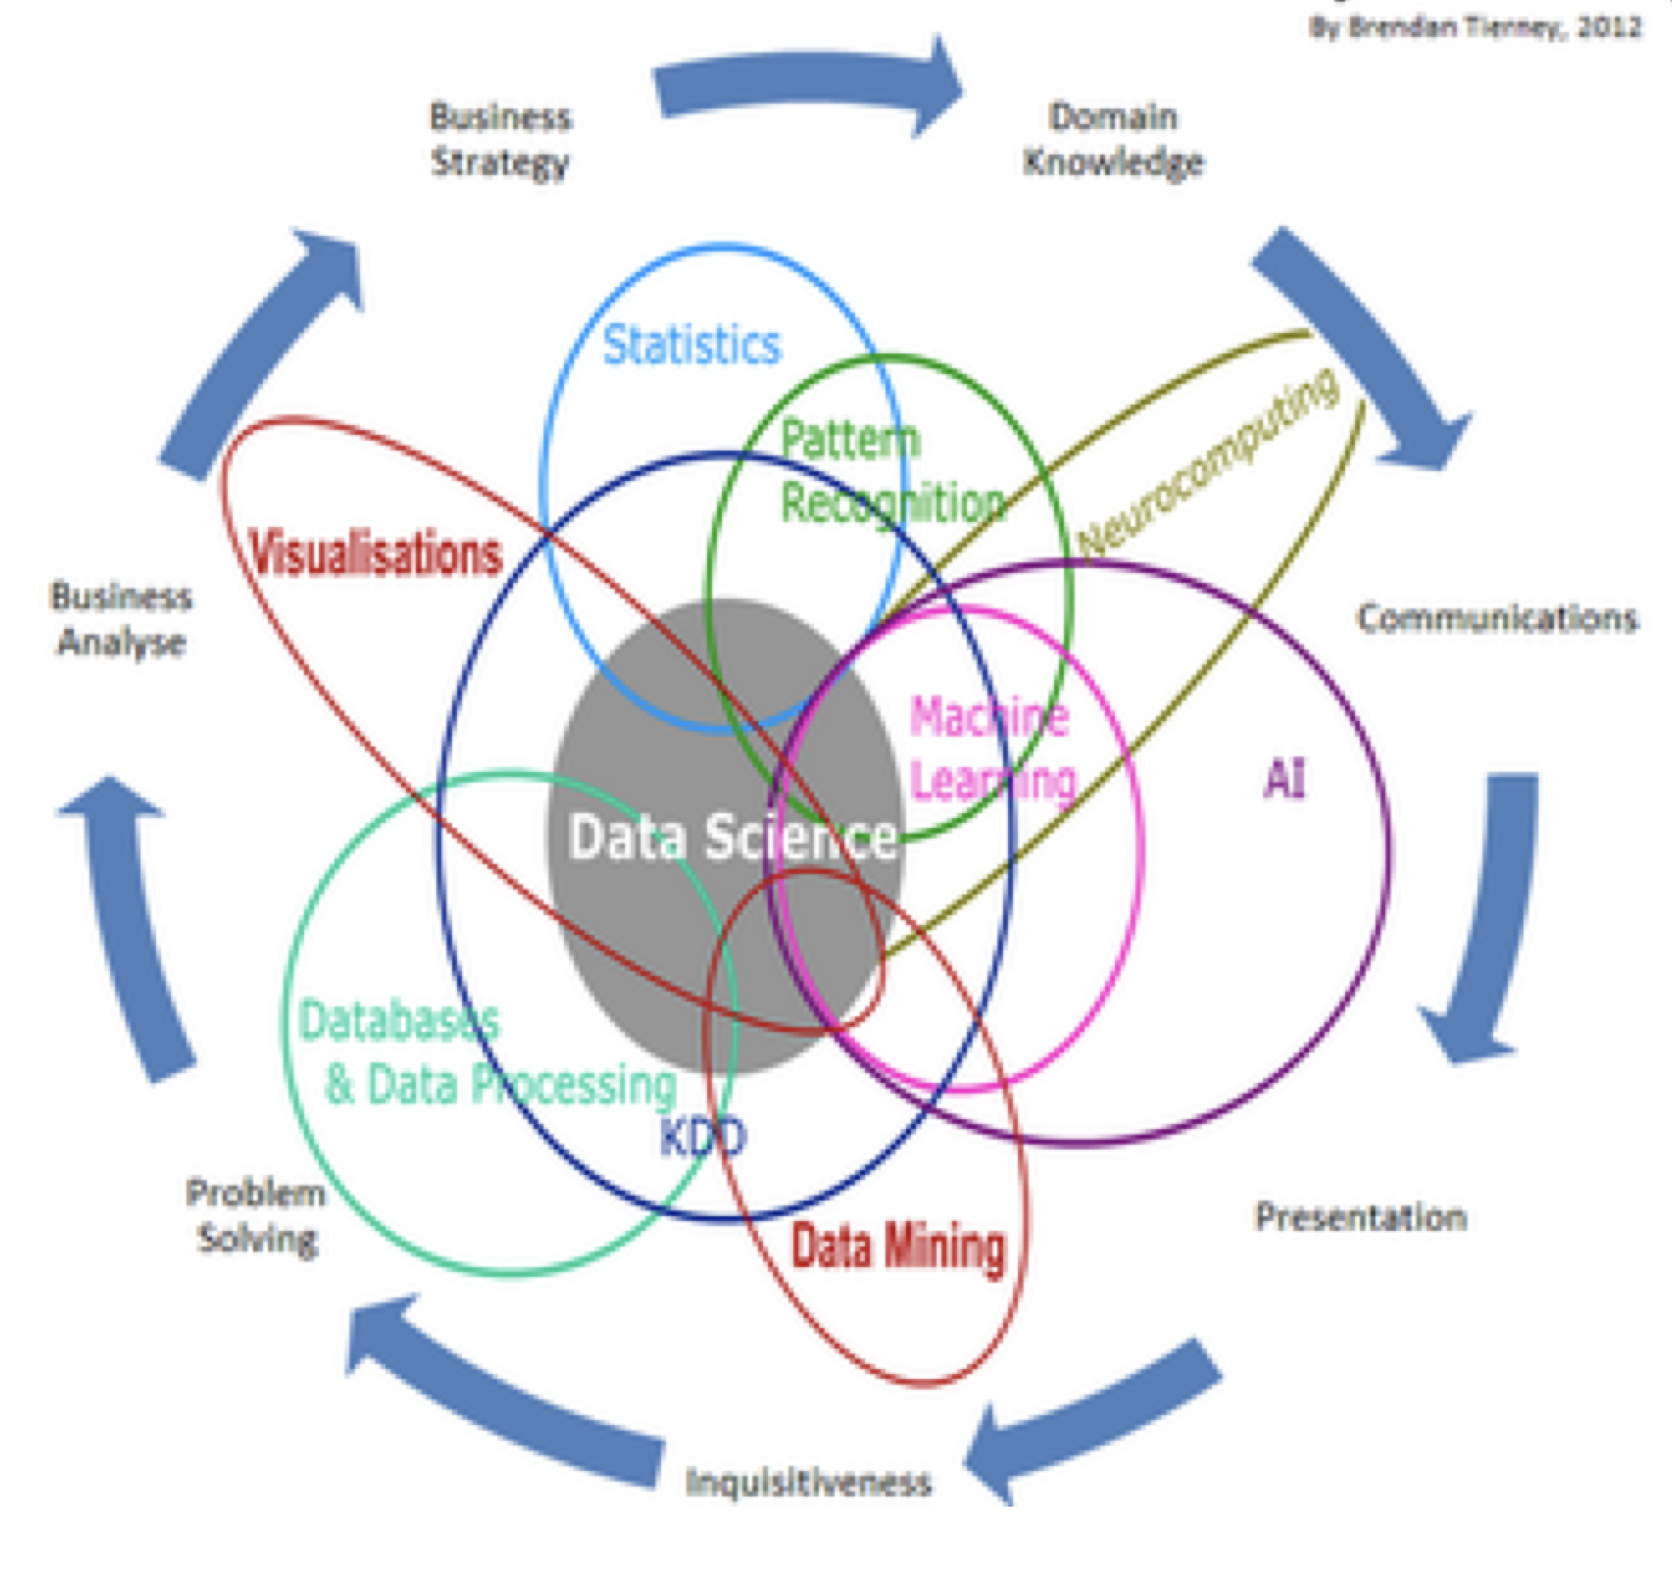 By Brendan Tierney, 2012
Business
Strategy
Domain
Knowledge
Statistics
Pattern
Recognition
Neurocomputing
Visualisations
Business
Analyse
Communications
Machine
Learning
AI
Data Science
Databases
& Data Processing
KDD
Problem
Solving
Presentation
Data Mining
Inquisitiveness